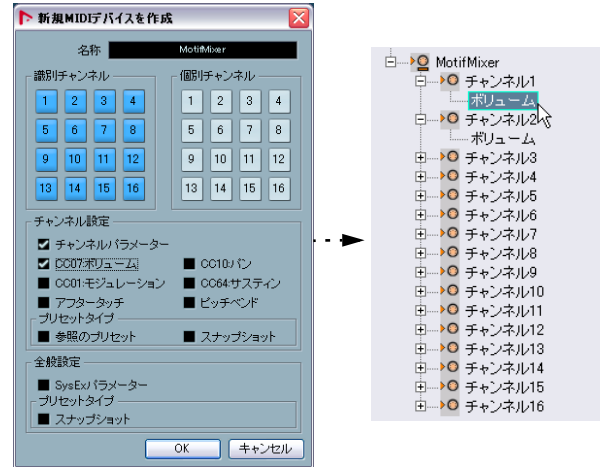 新規MIDIデバイスを作成
名称 MotifMixer
識別チャンネル 個別チャンネル
1 2 3 4 1 2 3 4
5 6 7 8 5 6 7 8
9 10 11 12 9 10 11 12
13 14 15 16 13 14 15 16
チャンネル設定
チャンネルパラメーター
CC07:ボリューム CC10:パン
CC01:モジュレーション CC64:サスティン
アフタータッチ ピッチベンド
プリセットタイプ
参照のプリセット スナップショット
全般設定
SysExパラメーター
プリセットタイプ
スナップショット
OK キャンセル
MotifMixer
チャンネル1
ボリューム
チャンネル2
ボリューム
チャンネル3
チャンネル4
チャンネル5
チャンネル6
チャンネル7
チャンネル8
チャンネル9
チャンネル10
チャンネル11
チャンネル12
チャンネル13
チャンネル14
チャンネル15
チャンネル16